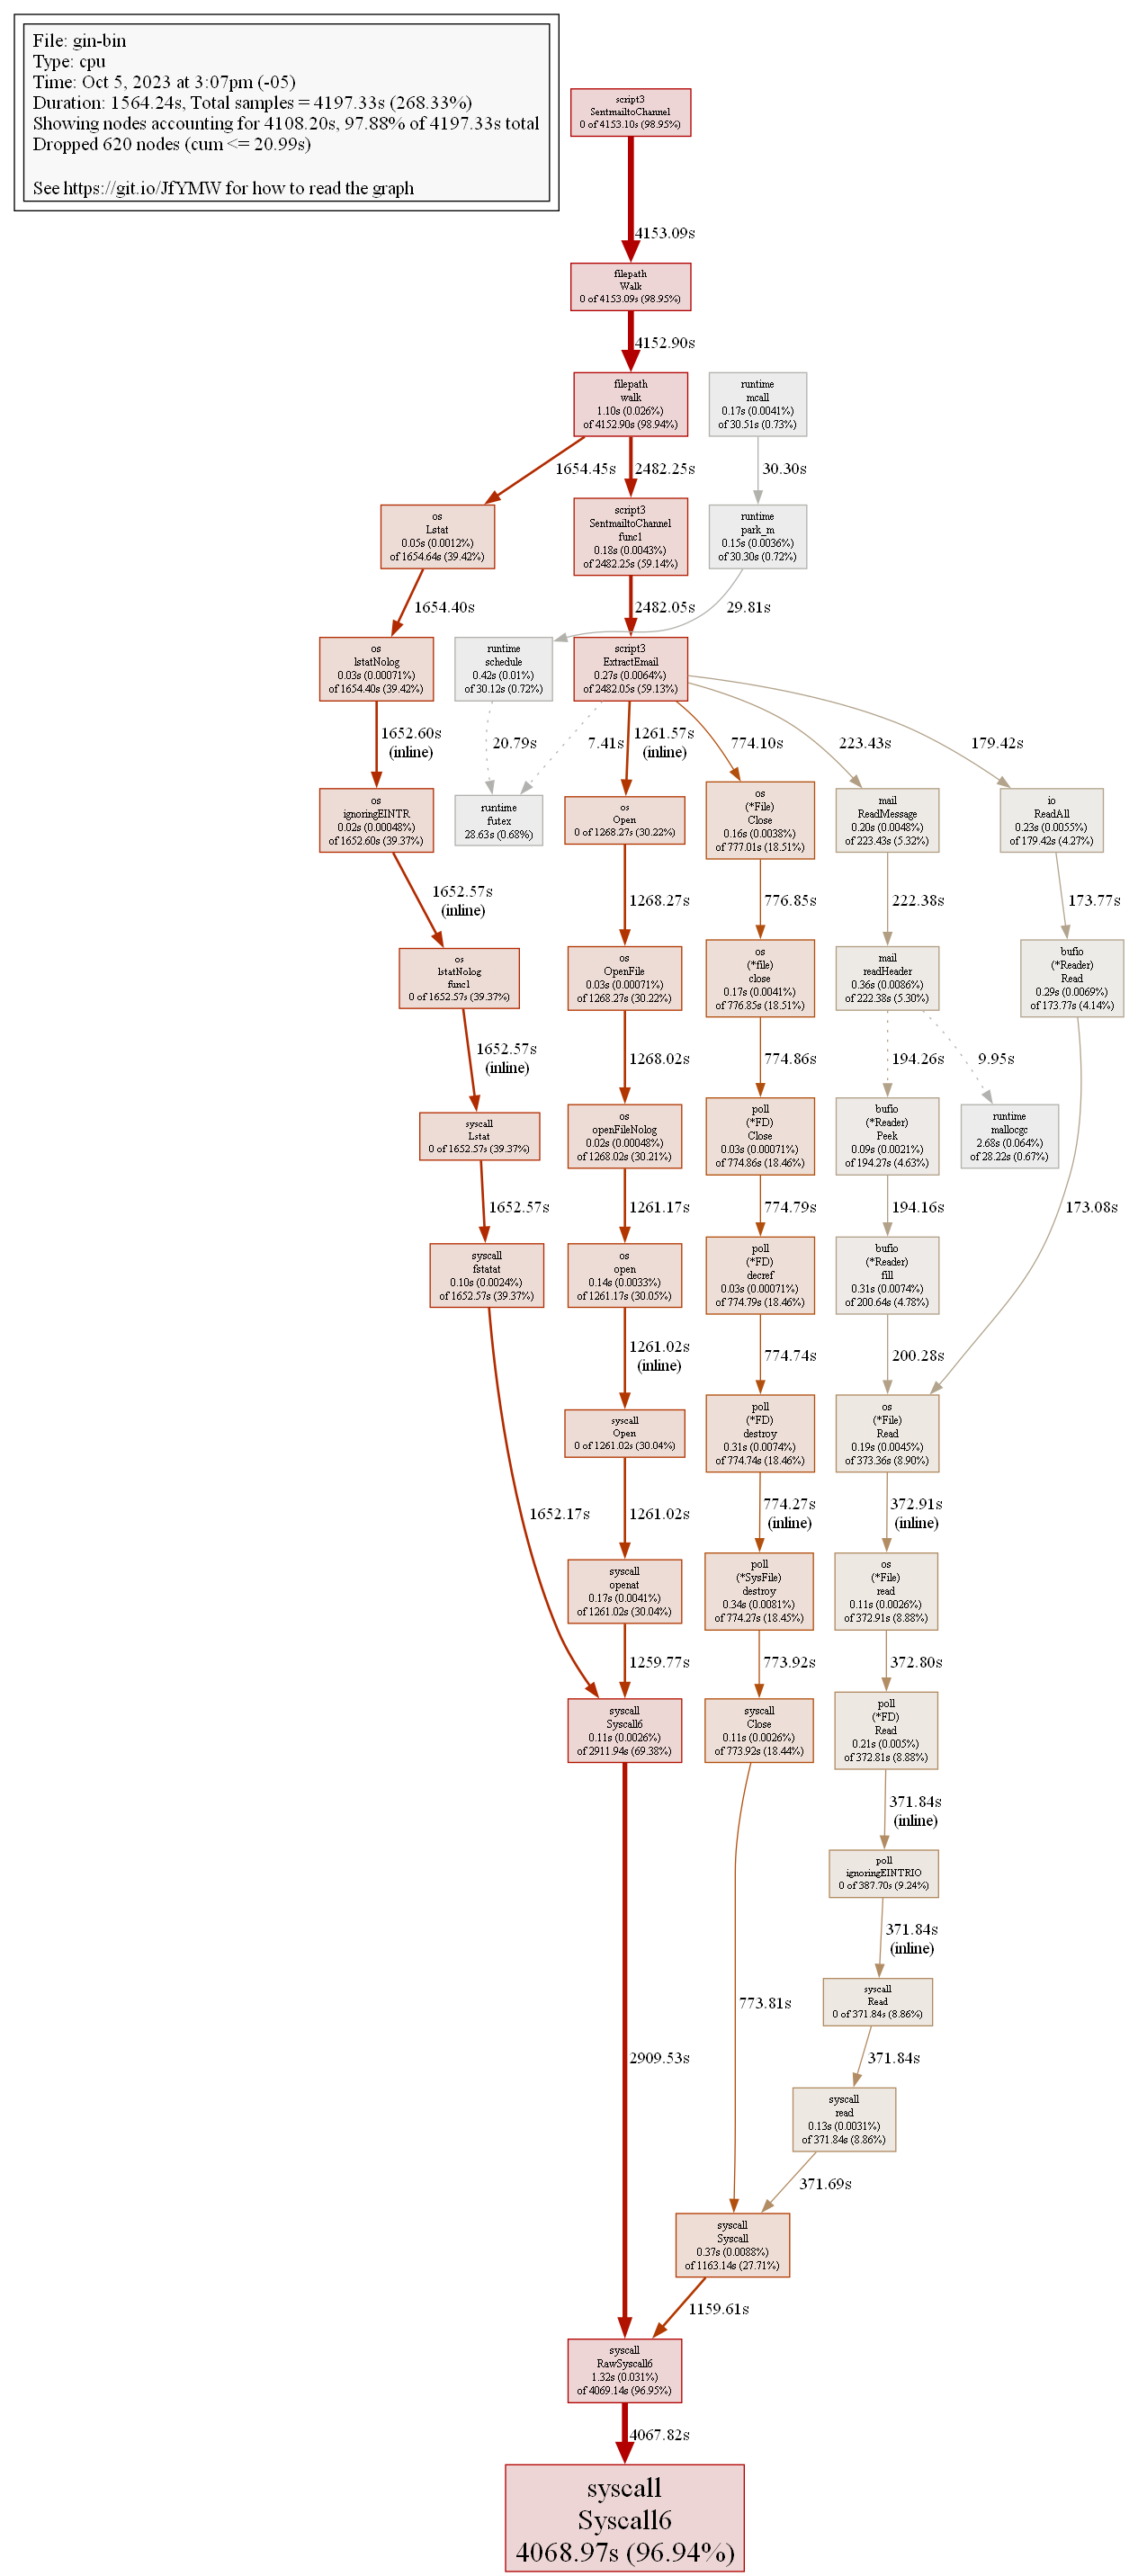 File: gin-bin
Type: cpu
Time: Oct 5, 2023 at 3:07pm (-05)
Duration: 1564.24s, Total samples = 4197.33s (268.33%)
Showing nodes accounting for 4108.20s, 97.88% of 4197.33s total
Dropped 620 nodes (cum <= 20.99s)
See https://git.io/JfYMW for how to read the graph
script3
SentmailtoChannel
0 of 4153.10s (98.95%)
4153.09s
filepath
Walk
0 of 4153.09s (98.95%)
4152.90s
filepath
walk
1.10s (0.026%)
of 4152.90s (98.94%)
runtime
mcall
0.17s (0.0041%)
of 30.51s (0.73%)
1654.45s
2482.25s
30.30s
os
Lstat
0.05s (0.0012%)
of 1654.64s (39.42%)
script3
SentmailtoChannel
func1
0.18s (0.0043%)
of 2482.25s (59.14%)
runtime
park_m
0.15s (0.0036%)
of 30.30s (0.72%)
1654.40s
2482.05s
29.81s
os
lstatNolog
0.03s (0.00071%)
of 1654.40s (39.42%)
runtime
schedule
0.42s (0.01%)
of 30.12s (0.72%)
script3
ExtractEmail
0.27s (0.0064%)
of 2482.05s (59.13%)
1652.60s
(inline)
20.79s
7.41s
1261.57s
(inline)
774.10s
223.43s
179.42s
os
ignoringEINTR
0.02s (0.00048%)
of 1652.60s (39.37%)
runtime
futex
28.63s (0.68%)
os
Open
0 of 1268.27s (30.22%)
os
(*File)
Close
0.16s (0.0038%)
of 777.01s (18.51%)
mail
ReadMessage
0.20s (0.0048%)
of 223.43s (5.32%)
io
ReadAll
0.23s (0.0055%)
of 179.42s (4.27%)
1652.57s
(inline)
1268.27s
776.85s
222.38s
173.77s
os
lstatNolog
func1
0 of 1652.57s (39.37%)
os
OpenFile
0.03s (0.00071%)
of 1268.27s (30.22%)
os
(*file)
close
0.17s (0.0041%)
of 776.85s (18.51%)
mail
readHeader
0.36s (0.0086%)
of 222.38s (5.30%)
bufio
(*Reader)
Read
0.29s (0.0069%)
of 173.77s (4.14%)
1652.57s
(inline)
1268.02s
774.86s
194.26s
9.95s
syscall
Lstat
0 of 1652.57s (39.37%)
os
openFileNolog
0.02s (0.00048%)
of 1268.02s (30.21%)
poll
(*FD)
Close
0.03s (0.00071%)
of 774.86s (18.46%)
bufio
(*Reader)
Peek
0.09s (0.0021%)
of 194.27s (4.63%)
runtime
mallocgc
2.68s (0.064%)
of 28.22s (0.67%)
1652.57s
1261.17s
774.79s
194.16s
173.08s
syscall
fstatat
0.10s (0.0024%)
of 1652.57s (39.37%)
os
open
0.14s (0.0033%)
of 1261.17s (30.05%)
poll
(*FD)
decref
0.03s (0.00071%)
of 774.79s (18.46%)
bufio
(*Reader)
fill
0.31s (0.0074%)
of 200.64s (4.78%)
1261.02s
(inline)
774.74s
200.28s
syscall
Open
0 of 1261.02s (30.04%)
poll
(*FD)
destroy
0.31s (0.0074%)
of 774.74s (18.46%)
os
(*File)
Read
0.19s (0.0045%)
of 373.36s (8.90%)
1652.17s
1261.02s
774.27s
(inline)
372.91s
(inline)
syscall
openat
0.17s (0.0041%)
of 1261.02s (30.04%)
poll
(*SysFile)
destroy
0.34s (0.0081%)
of 774.27s (18.45%)
os
(*File)
read
0.11s (0.0026%)
of 372.91s (8.88%)
1259.77s
773.92s
372.80s
syscall
Syscall6
0.11s (0.0026%)
of 2911.94s (69.38%)
syscall
Close
0.11s (0.0026%)
of 773.92s (18.44%)
poll
(*FD)
Read
0.21s (0.005%)
of 372.81s (8.88%)
371.84s
(inline)
poll
ignoringEINTRIO
0 of 387.70s (9.24%)
371.84s
(inline)
syscall
Read
0 of 371.84s (8.86%)
2909.53s
773.81s
371.84s
syscall
read
0.13s (0.0031%)
of 371.84s (8.86%)
371.69s
syscall
Syscall
0.37s (0.0088%)
of 1163.14s (27.71%)
1159.61s
syscall
RawSyscall6
1.32s (0.031%)
of 4069.14s (96.95%)
4067.82s
syscall
Syscall6
4068.97s (96.94%)